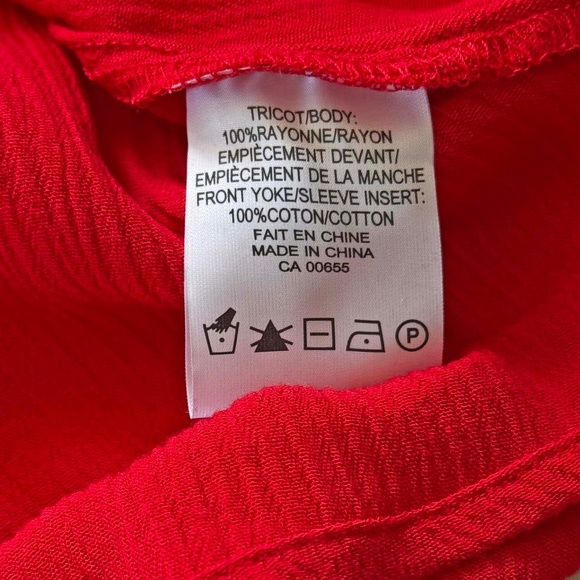 TRICOT/BODY:
100%RAYONNE/RAYON
EMPIÈCEMENT DEVANT/
EMPIÈCEMENT DE LA MANCHE
FRONT YOKE/SLEEVE INSERT:
100%COTON/COTTON
FAIT EN CHINE
MADE IN CHINA
CA 00655
P